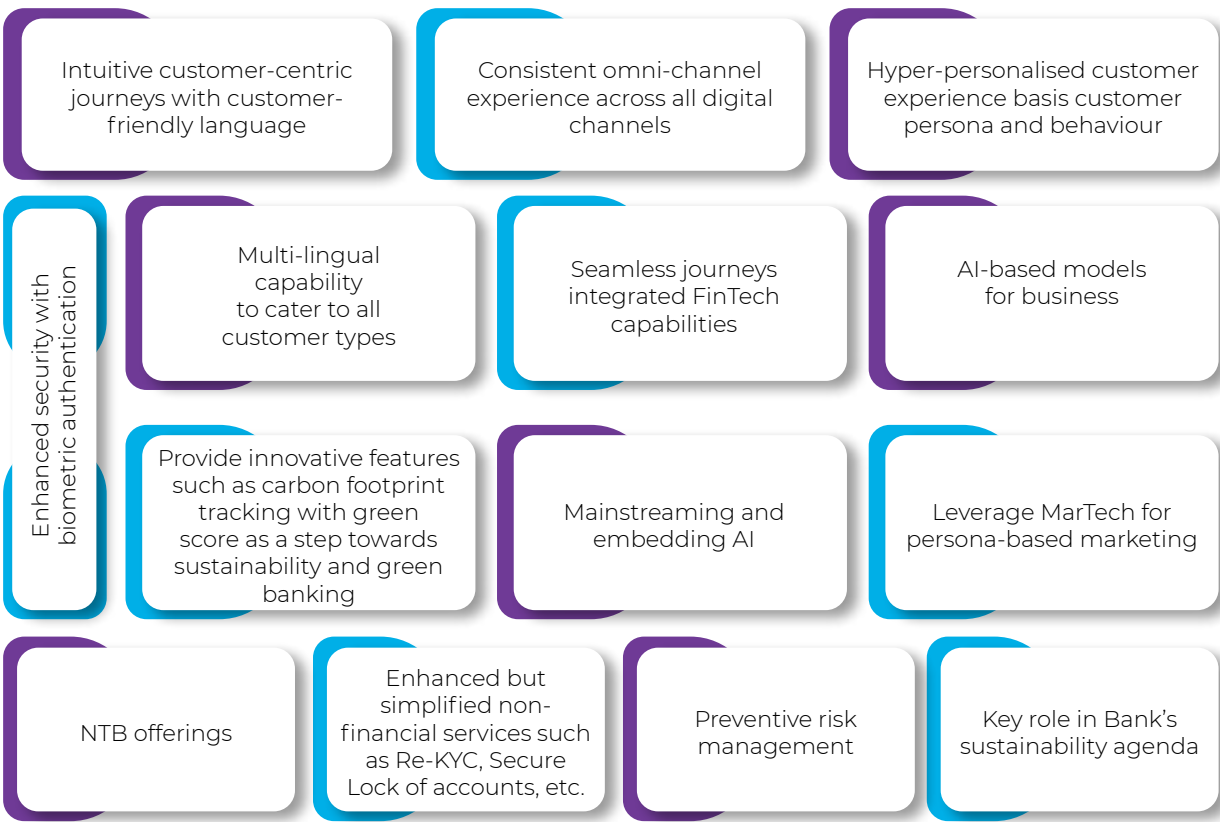 Intuitive customer-centric
journeys with customer-
friendly language
Consistent omni-channel
experience across all digital
channels
Hyper-personalised customer
experience basis customer
persona and behaviour
Enhanced security with
biometric authentication
Multi-lingual
capability
to cater to all
customer types
Seamless journeys
integrated FinTech
capabilities
AI-based models
for business
Provide innovative features
such as carbon footprint
tracking with green
score as a step towards
sustainability and green
banking
Mainstreaming and
embedding AI
Leverage MarTech for
persona-based marketing
NTB offerings
Enhanced but
simplified non-
financial services such
as Re-KYC, Secure
Lock of accounts, etc.
Preventive risk
management
Key role in Bank’s
sustainability agenda